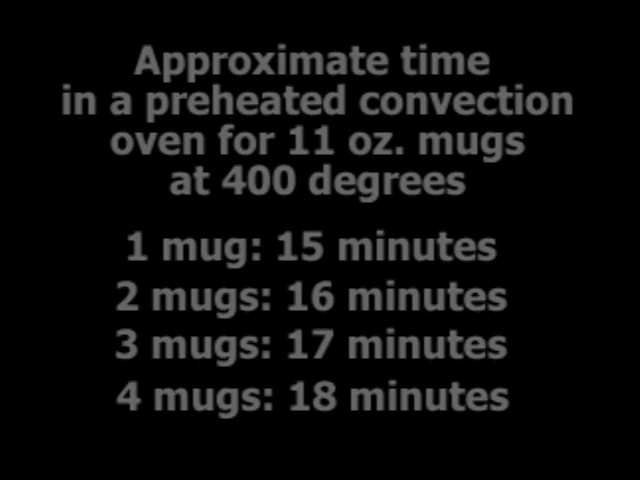 Approximate time
in a preheated convection
oven for 11 oz. mugs
at 400 degrees
1 mug: 15 minutes
2 mugs: 16 minutes
3 mugs: 17 minutes
4 mugs: 18 minutes